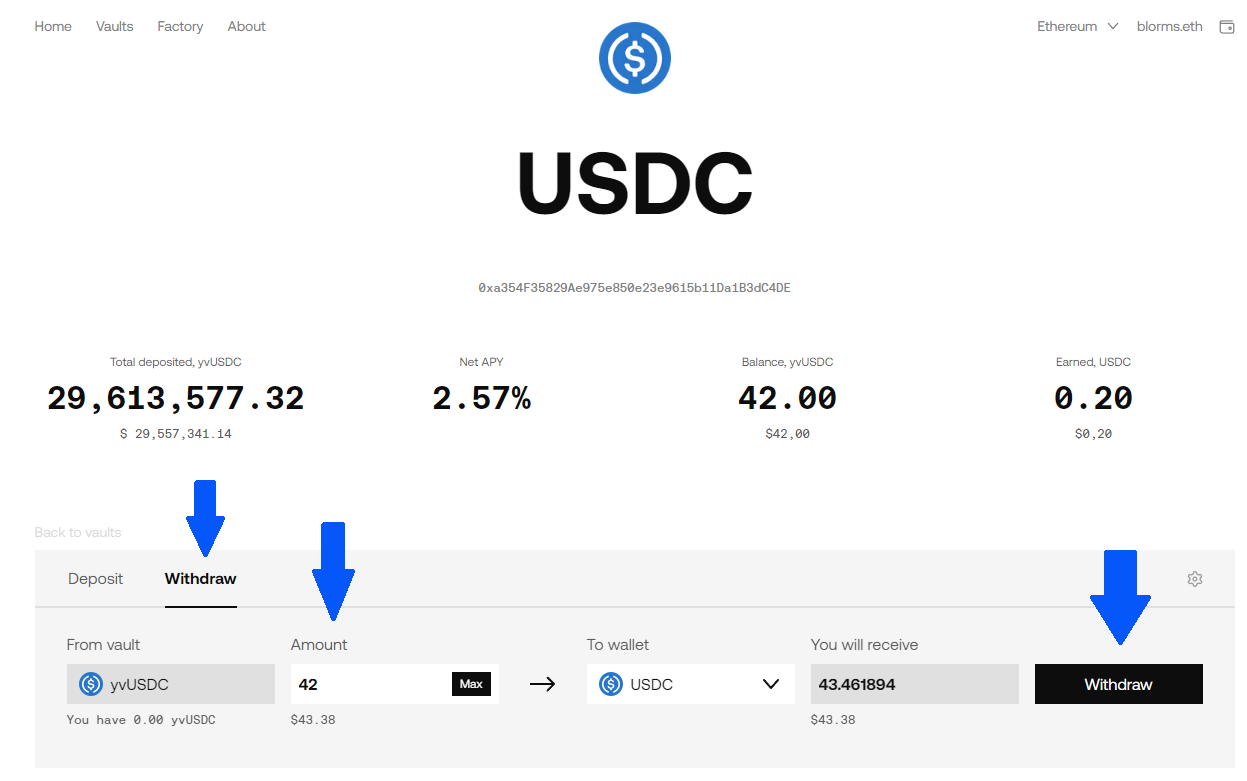 Home Vaults Factory About Ethereum blorms.eth
USDC
0xa354F35829Ae975e850e23e9615b11Da1B3dC4DE
Total deposited, yvUSDC Net APY Balance, yvUSDC Earned, USDC
29,613,577.32 2.57% 42.00 0.20
$ 29,557,341.14 $42,00 $0,20
Back to vaults
Deposit Withdraw
From vault Amount To wallet You will receive
yvUSDC 42 Max USDC 43.461894 Withdraw
You have 0.00 yvUSDC $43.38 $43.38